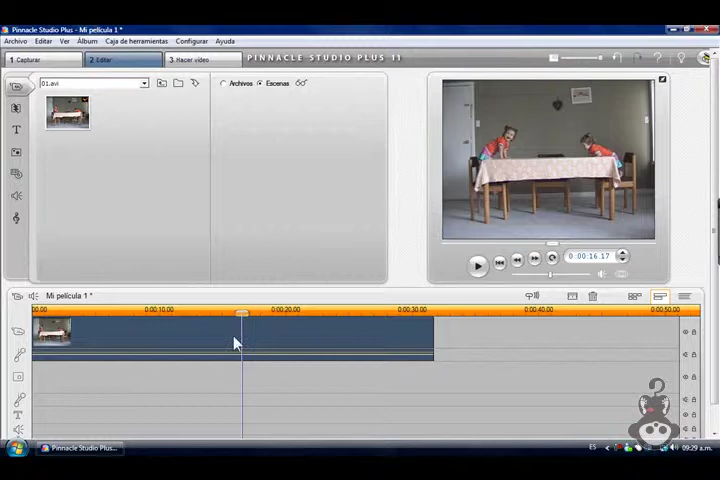 Pinnacle Studio Plus - Mi película 1 *
Archivo Editar Ver Álbum Caja de herramientas Configurar Ayuda
1 Capturar 2 Editar 3 Hacer vídeo PINNACLE STUDIO PLUS 11
01.avi Archivos Escenas
T
0:00:16.17
Mi película 1 *
00.00 0:00:10.00 0:00:20.00 0:00:30.00 0:00:40.00 0:00:50.00
T
Pinnacle Studio Plus... ES 09:29 a.m.